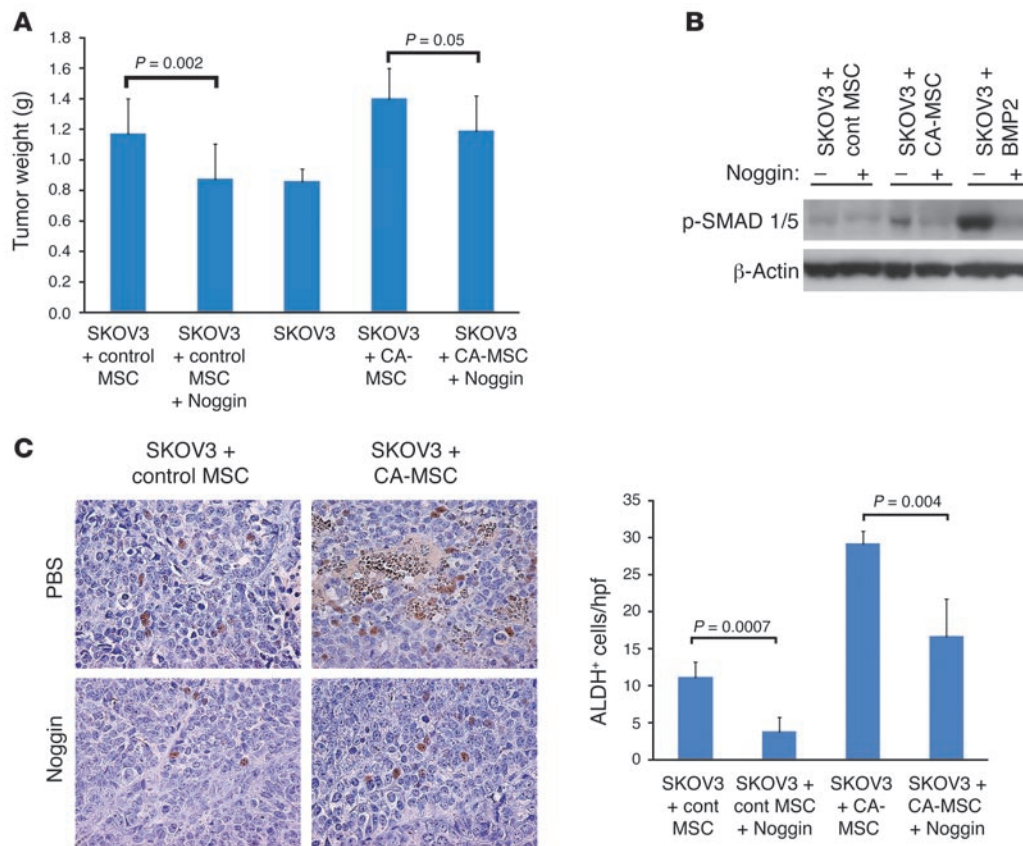 A
Tumor weight (g)
1.8
1.6
1.4
1.2
1.0
0.8
0.6
0.4
0.2
0.0
P = 0.002
P = 0.05
SKOV3
+ control
MSC
SKOV3
+ control
MSC
+ Noggin
SKOV3
SKOV3
+ CA-
MSC
SKOV3
+ CA-MSC
+ Noggin
B
SKOV3 +
cont MSC
SKOV3 +
CA-MSC
SKOV3 +
BMP2
Noggin: – + – + – +
p-SMAD 1/5
β-Actin
C
SKOV3 +
control MSC
SKOV3 +
CA-MSC
PBS
Noggin
ALDH⁺ cells/hpf
35
30
25
20
15
10
5
0
P = 0.0007
P = 0.004
SKOV3
+ cont
MSC
SKOV3 +
cont MSC
+ Noggin
SKOV3
+ CA-
MSC
SKOV3 +
CA-MSC
+ Noggin